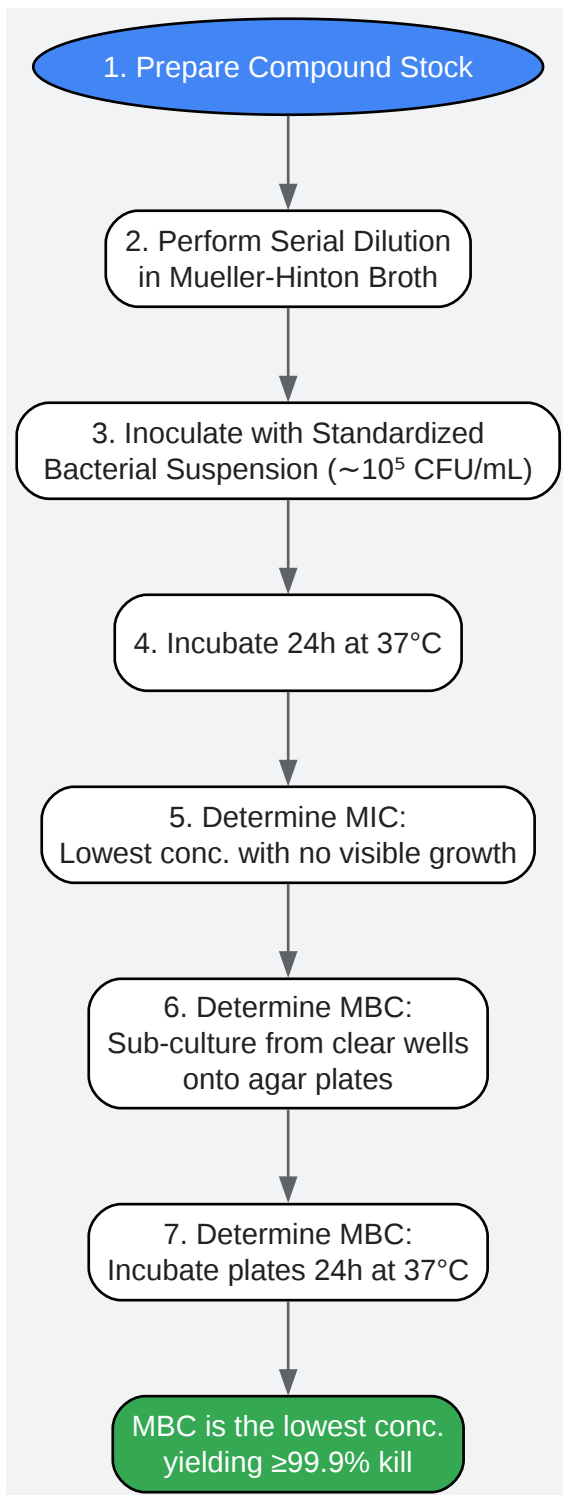 1. Prepare Compound Stock
2. Perform Serial Dilution
in Mueller-Hinton Broth
3. Inoculate with Standardized
Bacterial Suspension (~10⁵ CFU/mL)
4. Incubate 24h at 37°C
5. Determine MIC:
Lowest conc. with no visible growth
6. Determine MBC:
Sub-culture from clear wells
onto agar plates
7. Determine MBC:
Incubate plates 24h at 37°C
MBC is the lowest conc.
yielding ≥99.9% kill